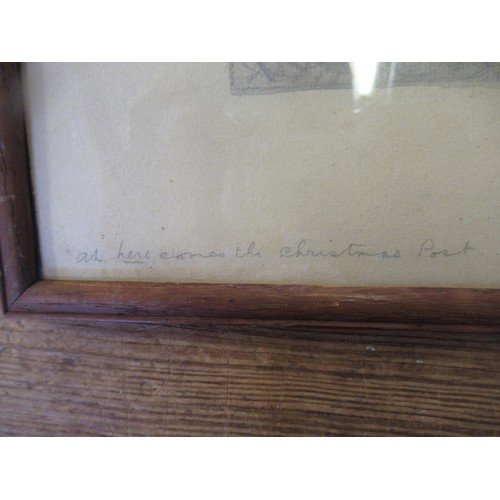 "ah, here comes the Christmas Post